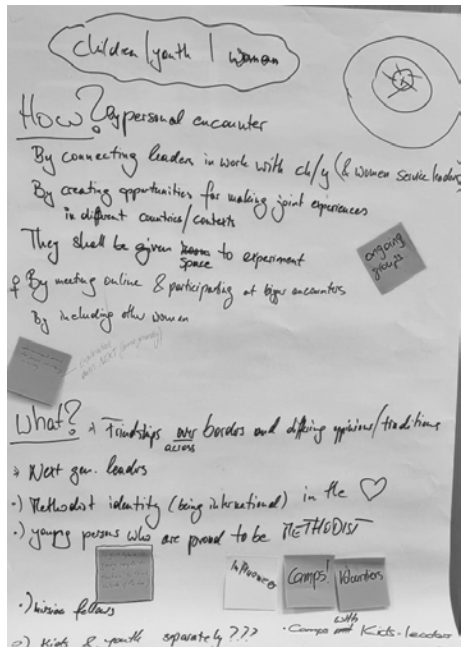 children/youth | women
How? By personal encounter
By connecting leaders in work with ch/y (& women service leaders)
By creating opportunities for making joint experiences
in different countries/contexts
They shall be given space to experiment
ongoing
groups
♀ By meeting online & participating at bigger encounters
By including other women
What? → Friendships over borders and differing opinions/traditions
across
→ Next gen. leaders
·) Methodist identity (being international) in the ♡
·) young persons who are proud to be METHODIST
Influencer
Camps!
Volunteers
·) mission fellows
·Camps with Kids-leaders
·) Kids & youth separately???